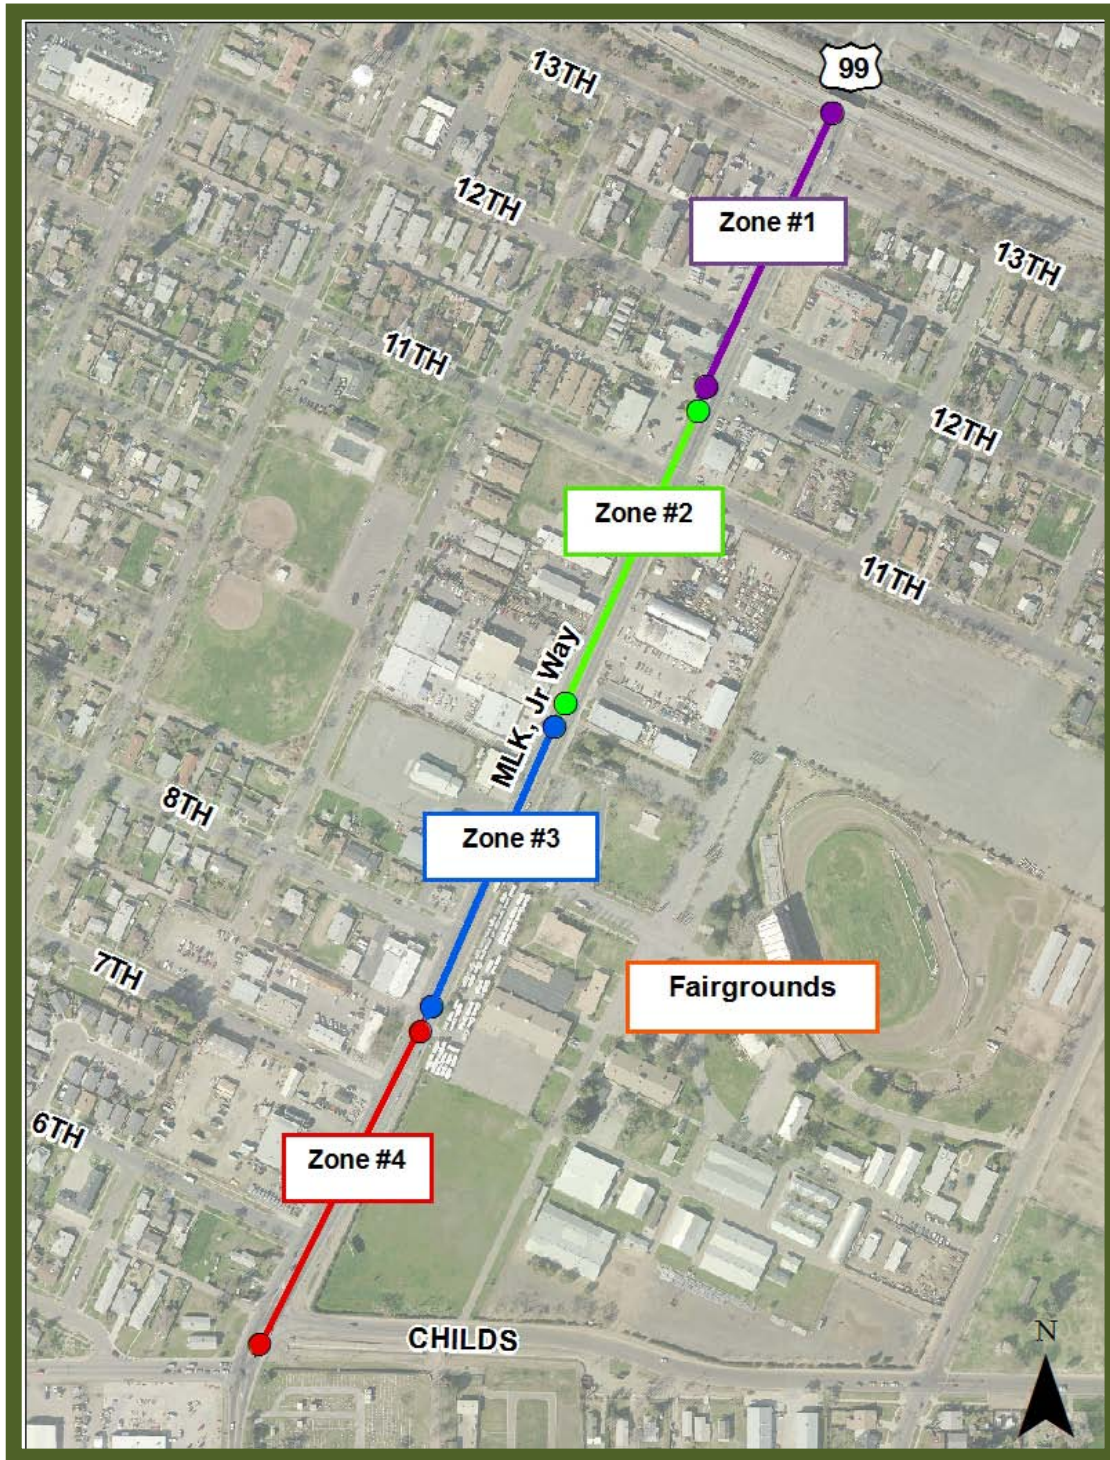 13TH
99
12TH
Zone #1
13TH
11TH
12TH
Zone #2
11TH
MLK, Jr Way
8TH
Zone #3
7TH
Fairgrounds
6TH
Zone #4
CHILDS
N